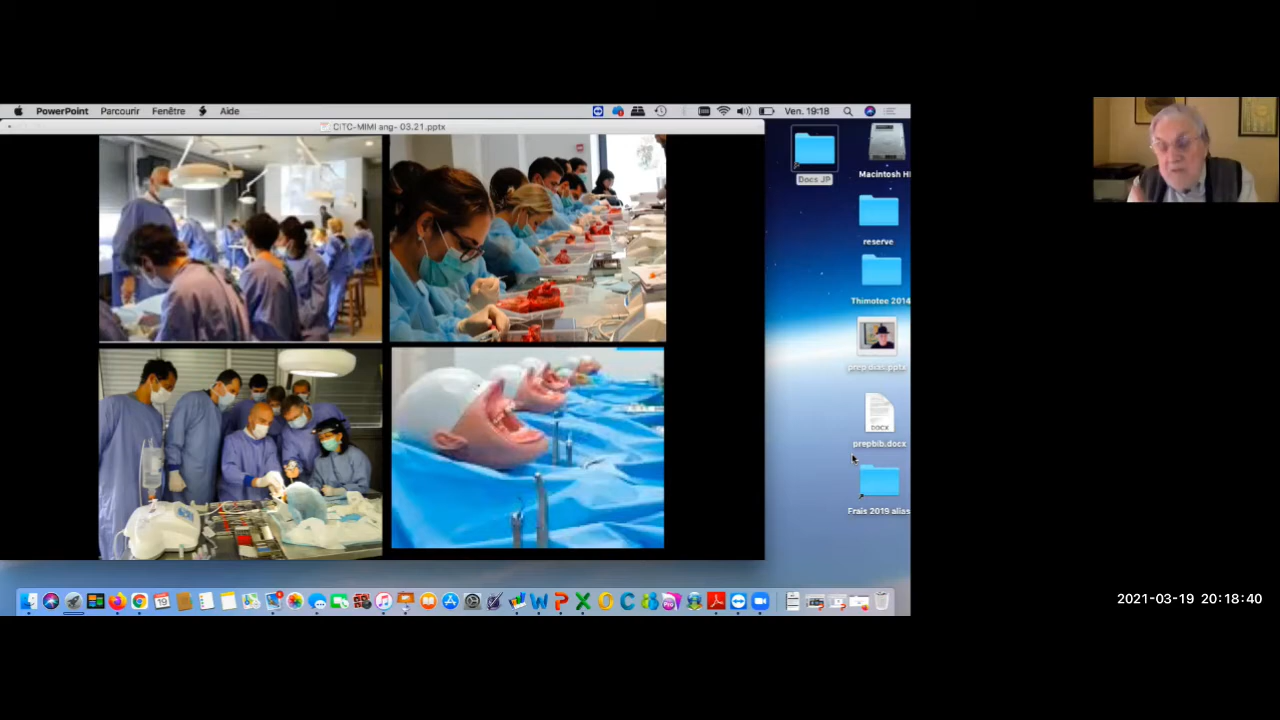 PowerPoint Parcourir Fenêtre Aide Ven. 19:18
CiTC-MIMI ang- 03.21.pptx
Docs JP
Macintosh H
reserve
Thimotee 2014
prepbib.docx
DOCX
Frais 2019 alias
2021-03-19 20:18:40